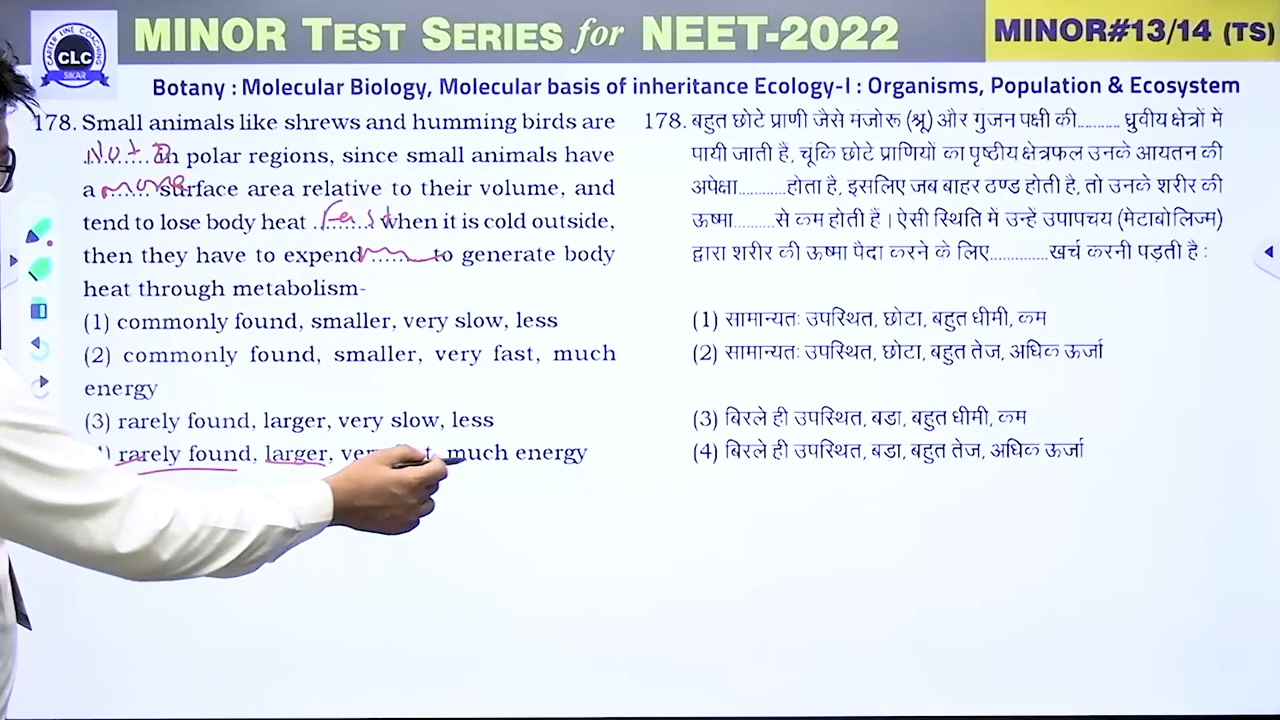 CAREER LINE COACHING
CLC
SIKAR
MINOR TEST SERIES for NEET-2022
MINOR#13/14 (TS)
Botany : Molecular Biology, Molecular basis of inheritance Ecology-I : Organisms, Population & Ecosystem
178. Small animals like shrews and humming birds are
Not in polar regions, since small animals have
a more surface area relative to their volume, and
tend to lose body heat Fast when it is cold outside,
then they have to expend ........ to generate body
heat through metabolism-
(1) commonly found, smaller, very slow, less
(2) commonly found, smaller, very fast, much
energy
(3) rarely found, larger, very slow, less
rarely found, larger, much energy
178. बहुत छोटे प्राणी जैसे मंजोरू (श्रू) और गुंजन पक्षी की........... ध्रुवीय क्षेत्रों में
पायी जाती है, चूंकि छोटे प्राणियों का पृष्ठीय क्षेत्रफल उनके आयतन की
अपेक्षा............होता है, इसलिए जब बाहर ठण्ड होती है, तो उनके शरीर की
ऊष्मा..........से कम होती हैं । ऐसी स्थिति में उन्हें उपापचय (मेटाबोलिज्म)
द्वारा शरीर की ऊष्मा पैदा करने के लिए..............खर्च करनी पड़ती है :
(1) सामान्यतः उपस्थित, छोटा, बहुत धीमी, कम
(2) सामान्यतः उपस्थित, छोटा, बहुत तेज, अधिक ऊर्जा
(3) बिरले ही उपस्थित, बडा, बहुत धीमी, कम
(4) बिरले ही उपस्थित, बडा, बहुत तेज, अधिक ऊर्जा